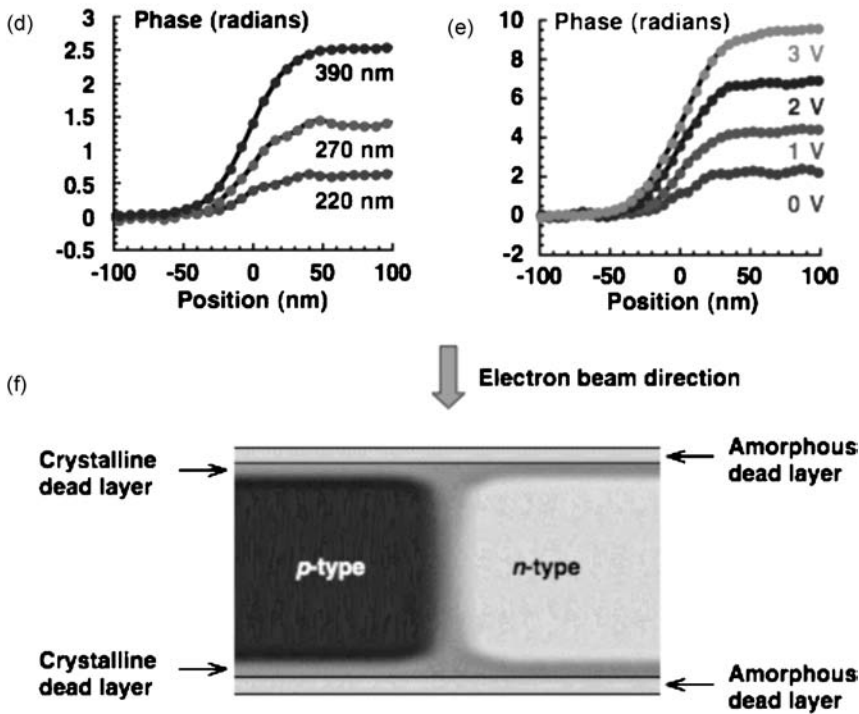 (d)
Phase (radians)
3
2.5
2
1.5
1
0.5
0
-0.5
390 nm
270 nm
220 nm
-100 -50 0 50 100
Position (nm)
(e)
Phase (radians)
10
8
6
4
2
0
-2
3 V
2 V
1 V
0 V
-100 -50 0 50 100
Position (nm)
(f)
Electron beam direction
Crystalline
dead layer
Amorphous
dead layer
p-type
n-type
Crystalline
dead layer
Amorphous
dead layer